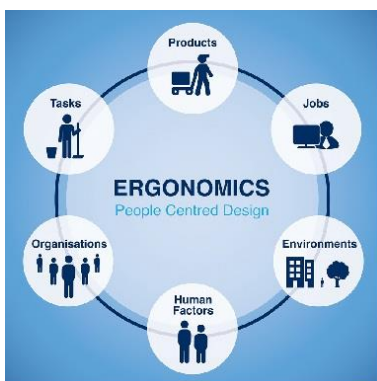 Products
Tasks
Jobs
ERGONOMICS
People Centred Design
Organisations
Environments
Human
Factors